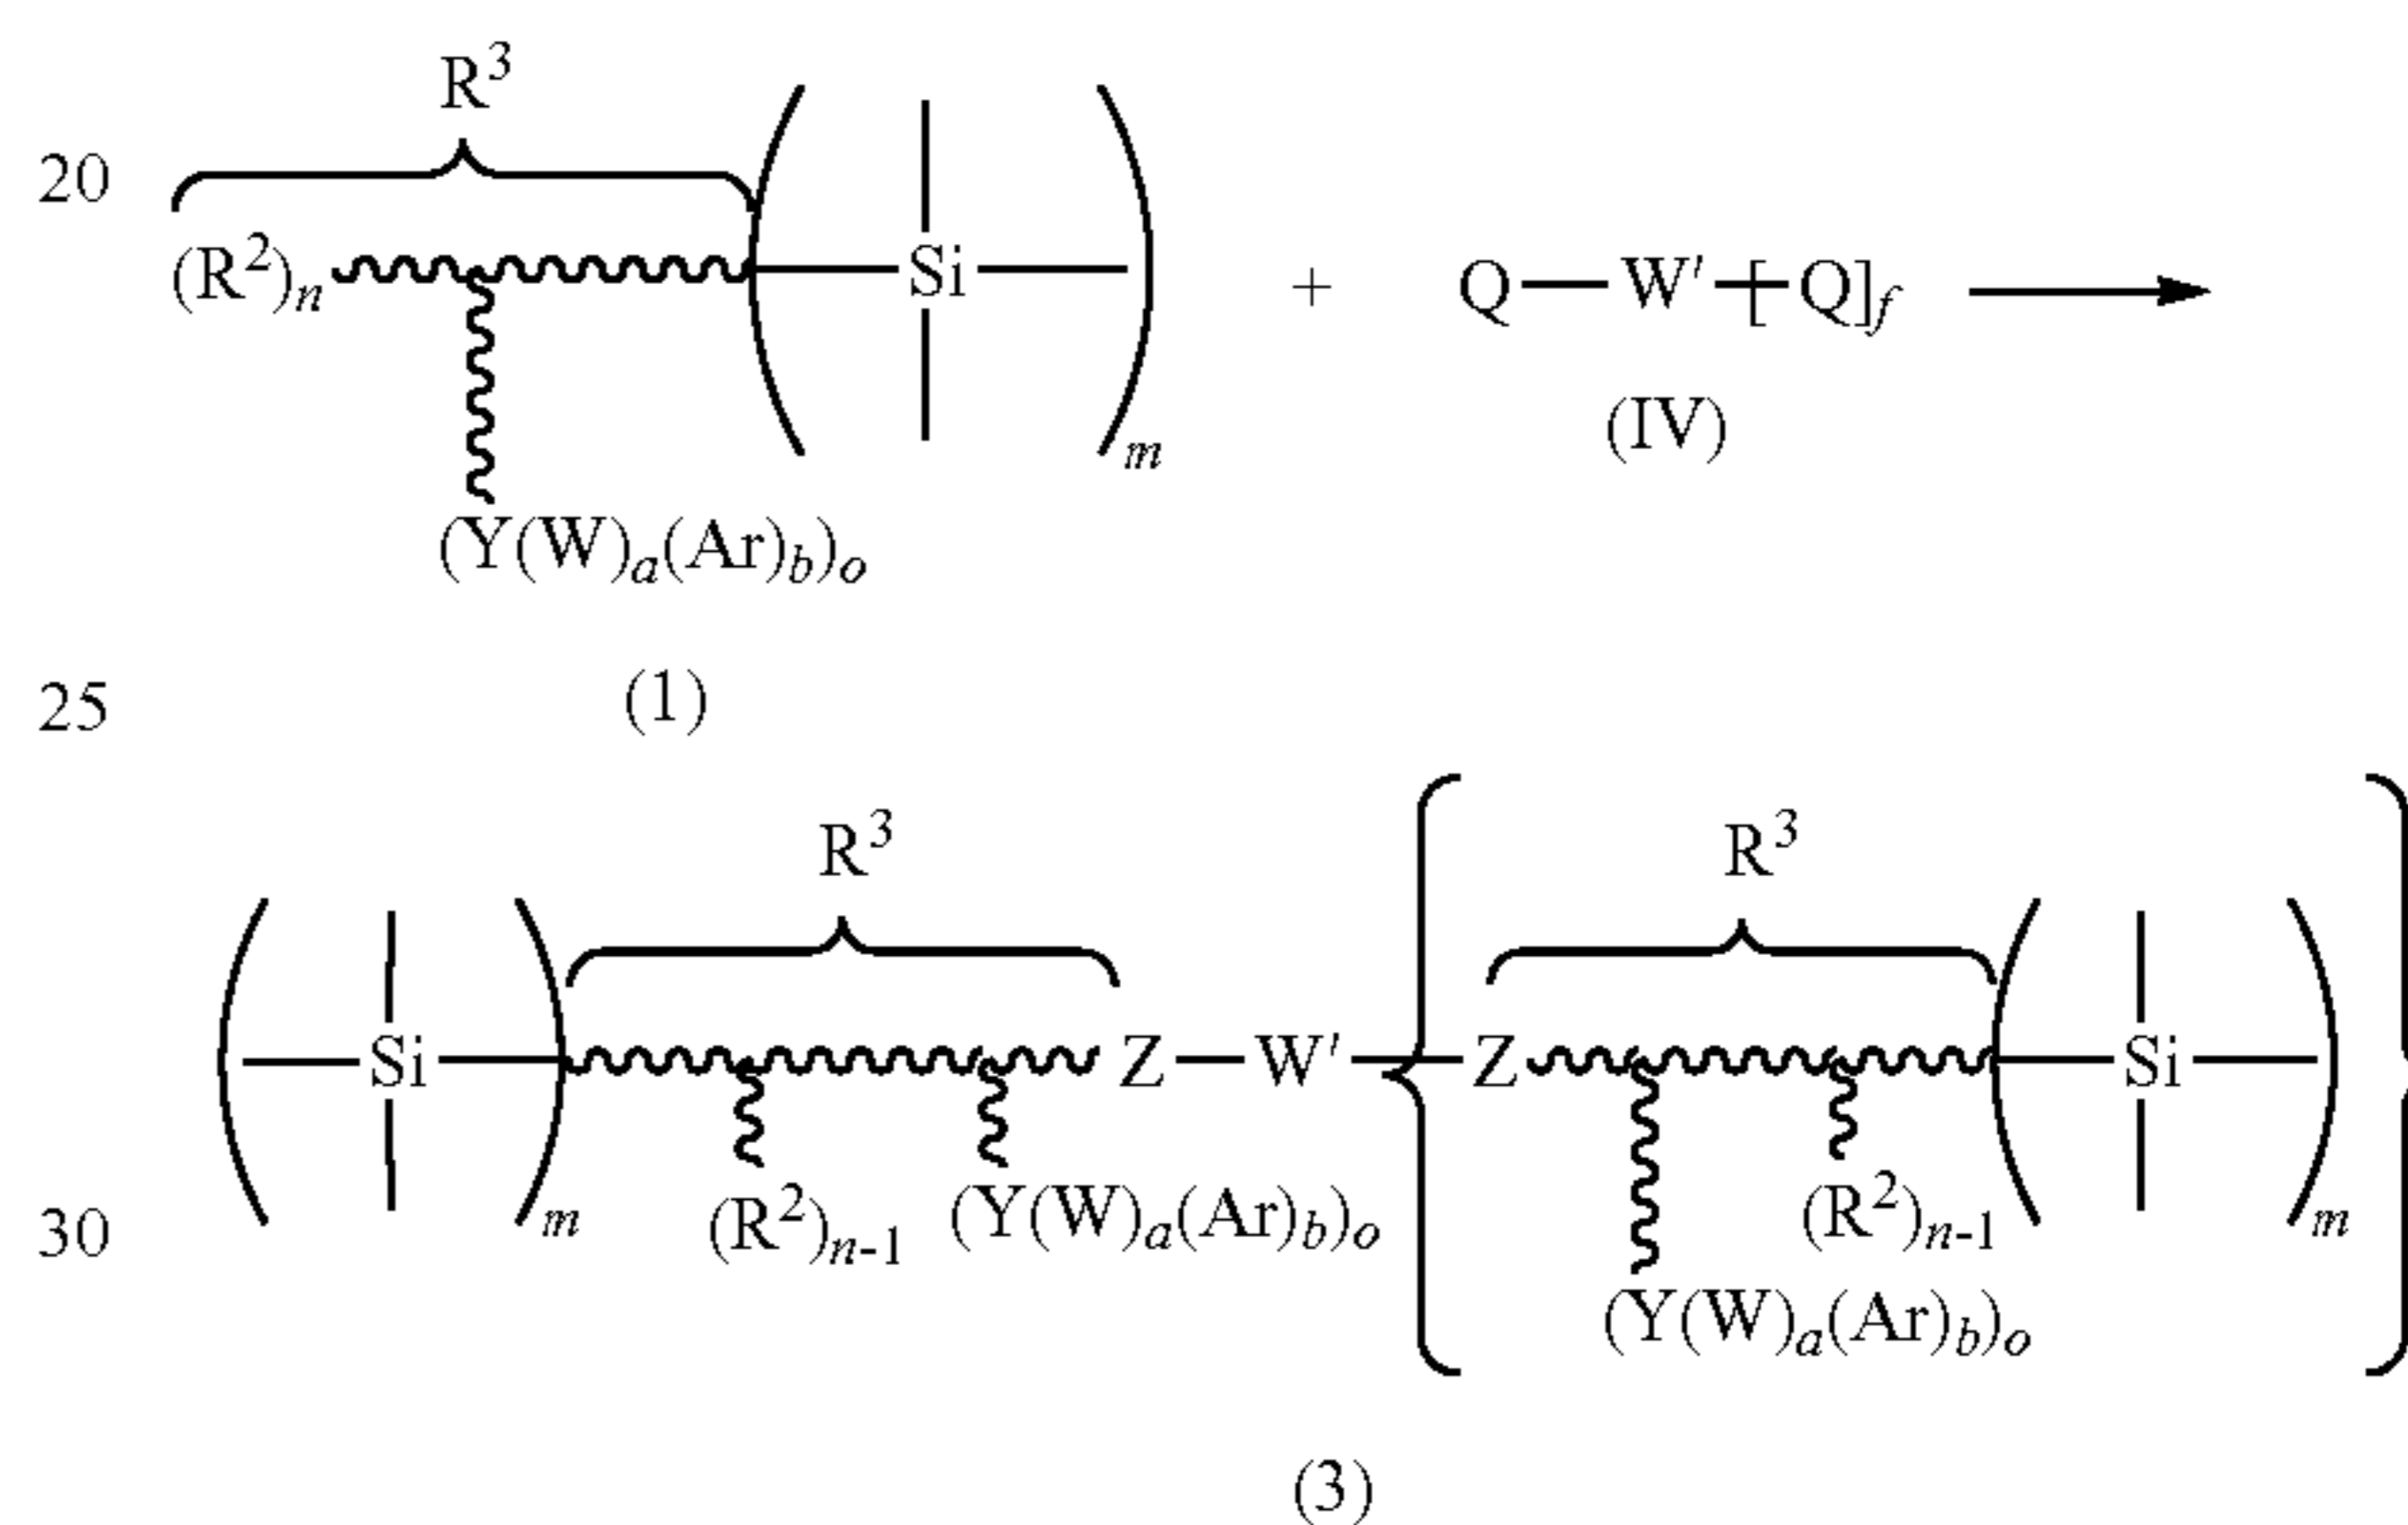 R³
20
(R²)n
Si
m
+
Q—W'—[Q]f
(IV)
(Y(W)a(Ar)b)o
25
(1)
R³
R³
Si
m
Z—W'
Z
Si
m
30
(R²)n-1
(Y(W)a(Ar)b)o
(R²)n-1
(Y(W)a(Ar)b)o
(3)